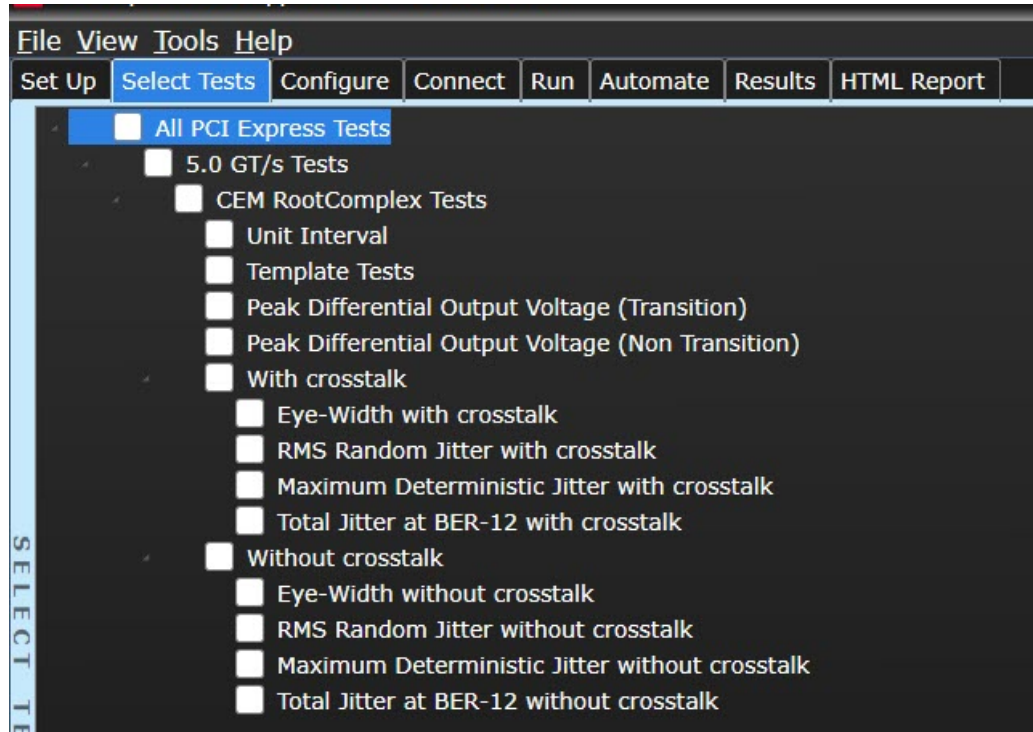 File View Tools Help
Set Up Select Tests Configure Connect Run Automate Results HTML Report
All PCI Express Tests
5.0 GT/s Tests
CEM RootComplex Tests
Unit Interval
Template Tests
Peak Differential Output Voltage (Transition)
Peak Differential Output Voltage (Non Transition)
With crosstalk
Eye-Width with crosstalk
RMS Random Jitter with crosstalk
Maximum Deterministic Jitter with crosstalk
Total Jitter at BER-12 with crosstalk
Without crosstalk
Eye-Width without crosstalk
RMS Random Jitter without crosstalk
Maximum Deterministic Jitter without crosstalk
Total Jitter at BER-12 without crosstalk
SELECT TE